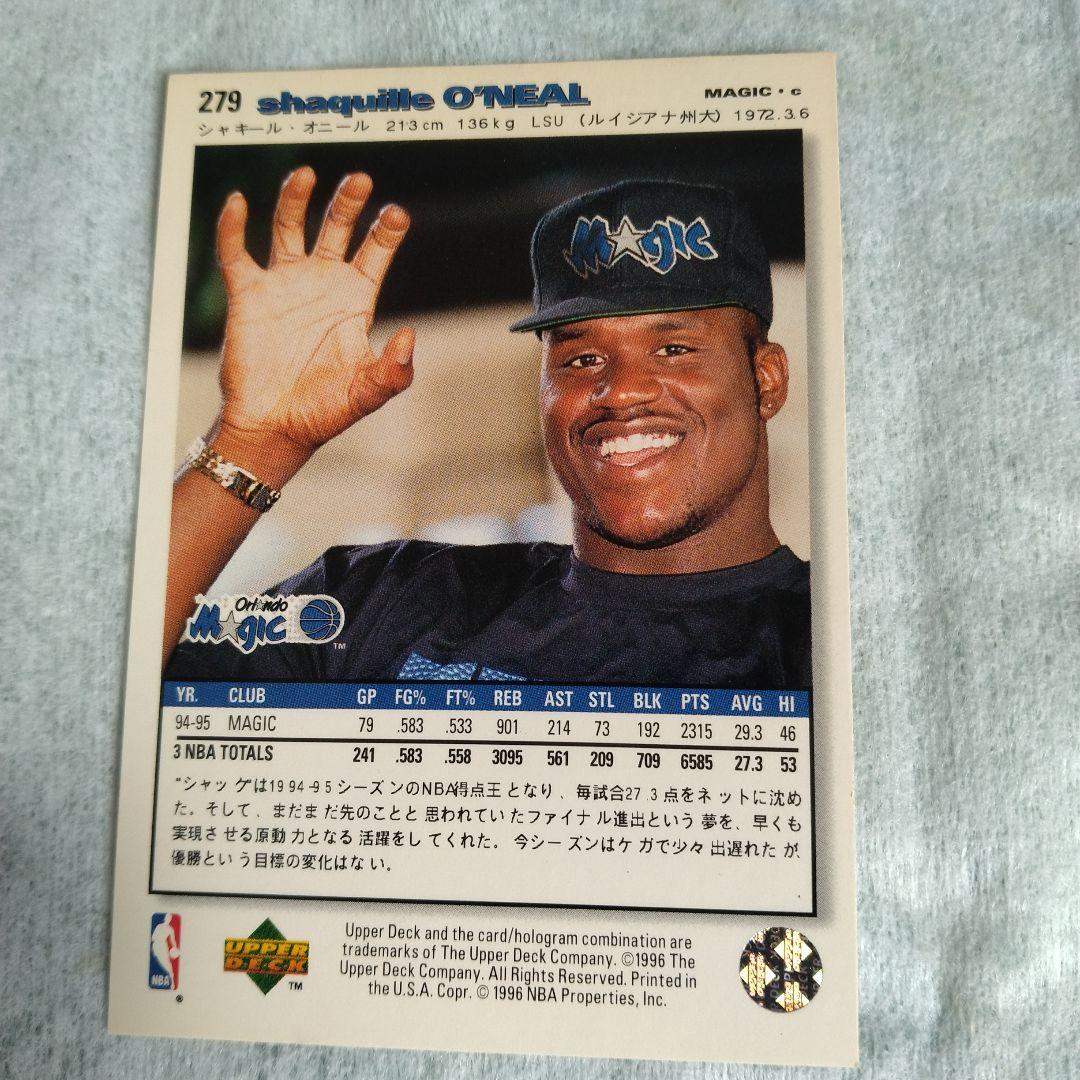 279 shaquille O'NEAL MAGIC • c
シャキール・オニール 213cm 136kg LSU (ルイジアナ州大) 1972.3.6
Magic
Orlando
Magic
TM
YR. CLUB GP FG% FT% REB AST STL BLK PTS AVG HI
94-95 MAGIC 79 .583 .533 901 214 73 192 2315 29.3 46
3 NBA TOTALS 241 .583 .558 3095 561 209 709 6585 27.3 53
"シャッグ"は1994-95シーズンのNBA得点王となり、毎試合27.3点をネットに沈め
た。そして、まだまだ先のことと思われていたファイナル進出という夢を、早くも
実現させる原動力となる活躍をしてくれた。今シーズンはケガで少々出遅れたが、
優勝という目標の変化はない。
NBA
®
UPPER
DECK
TM
Upper Deck and the card/hologram combination are
trademarks of The Upper Deck Company. ©1996 The
Upper Deck Company. All Rights Reserved. Printed in
the U.S.A. Copr. © 1996 NBA Properties, Inc.